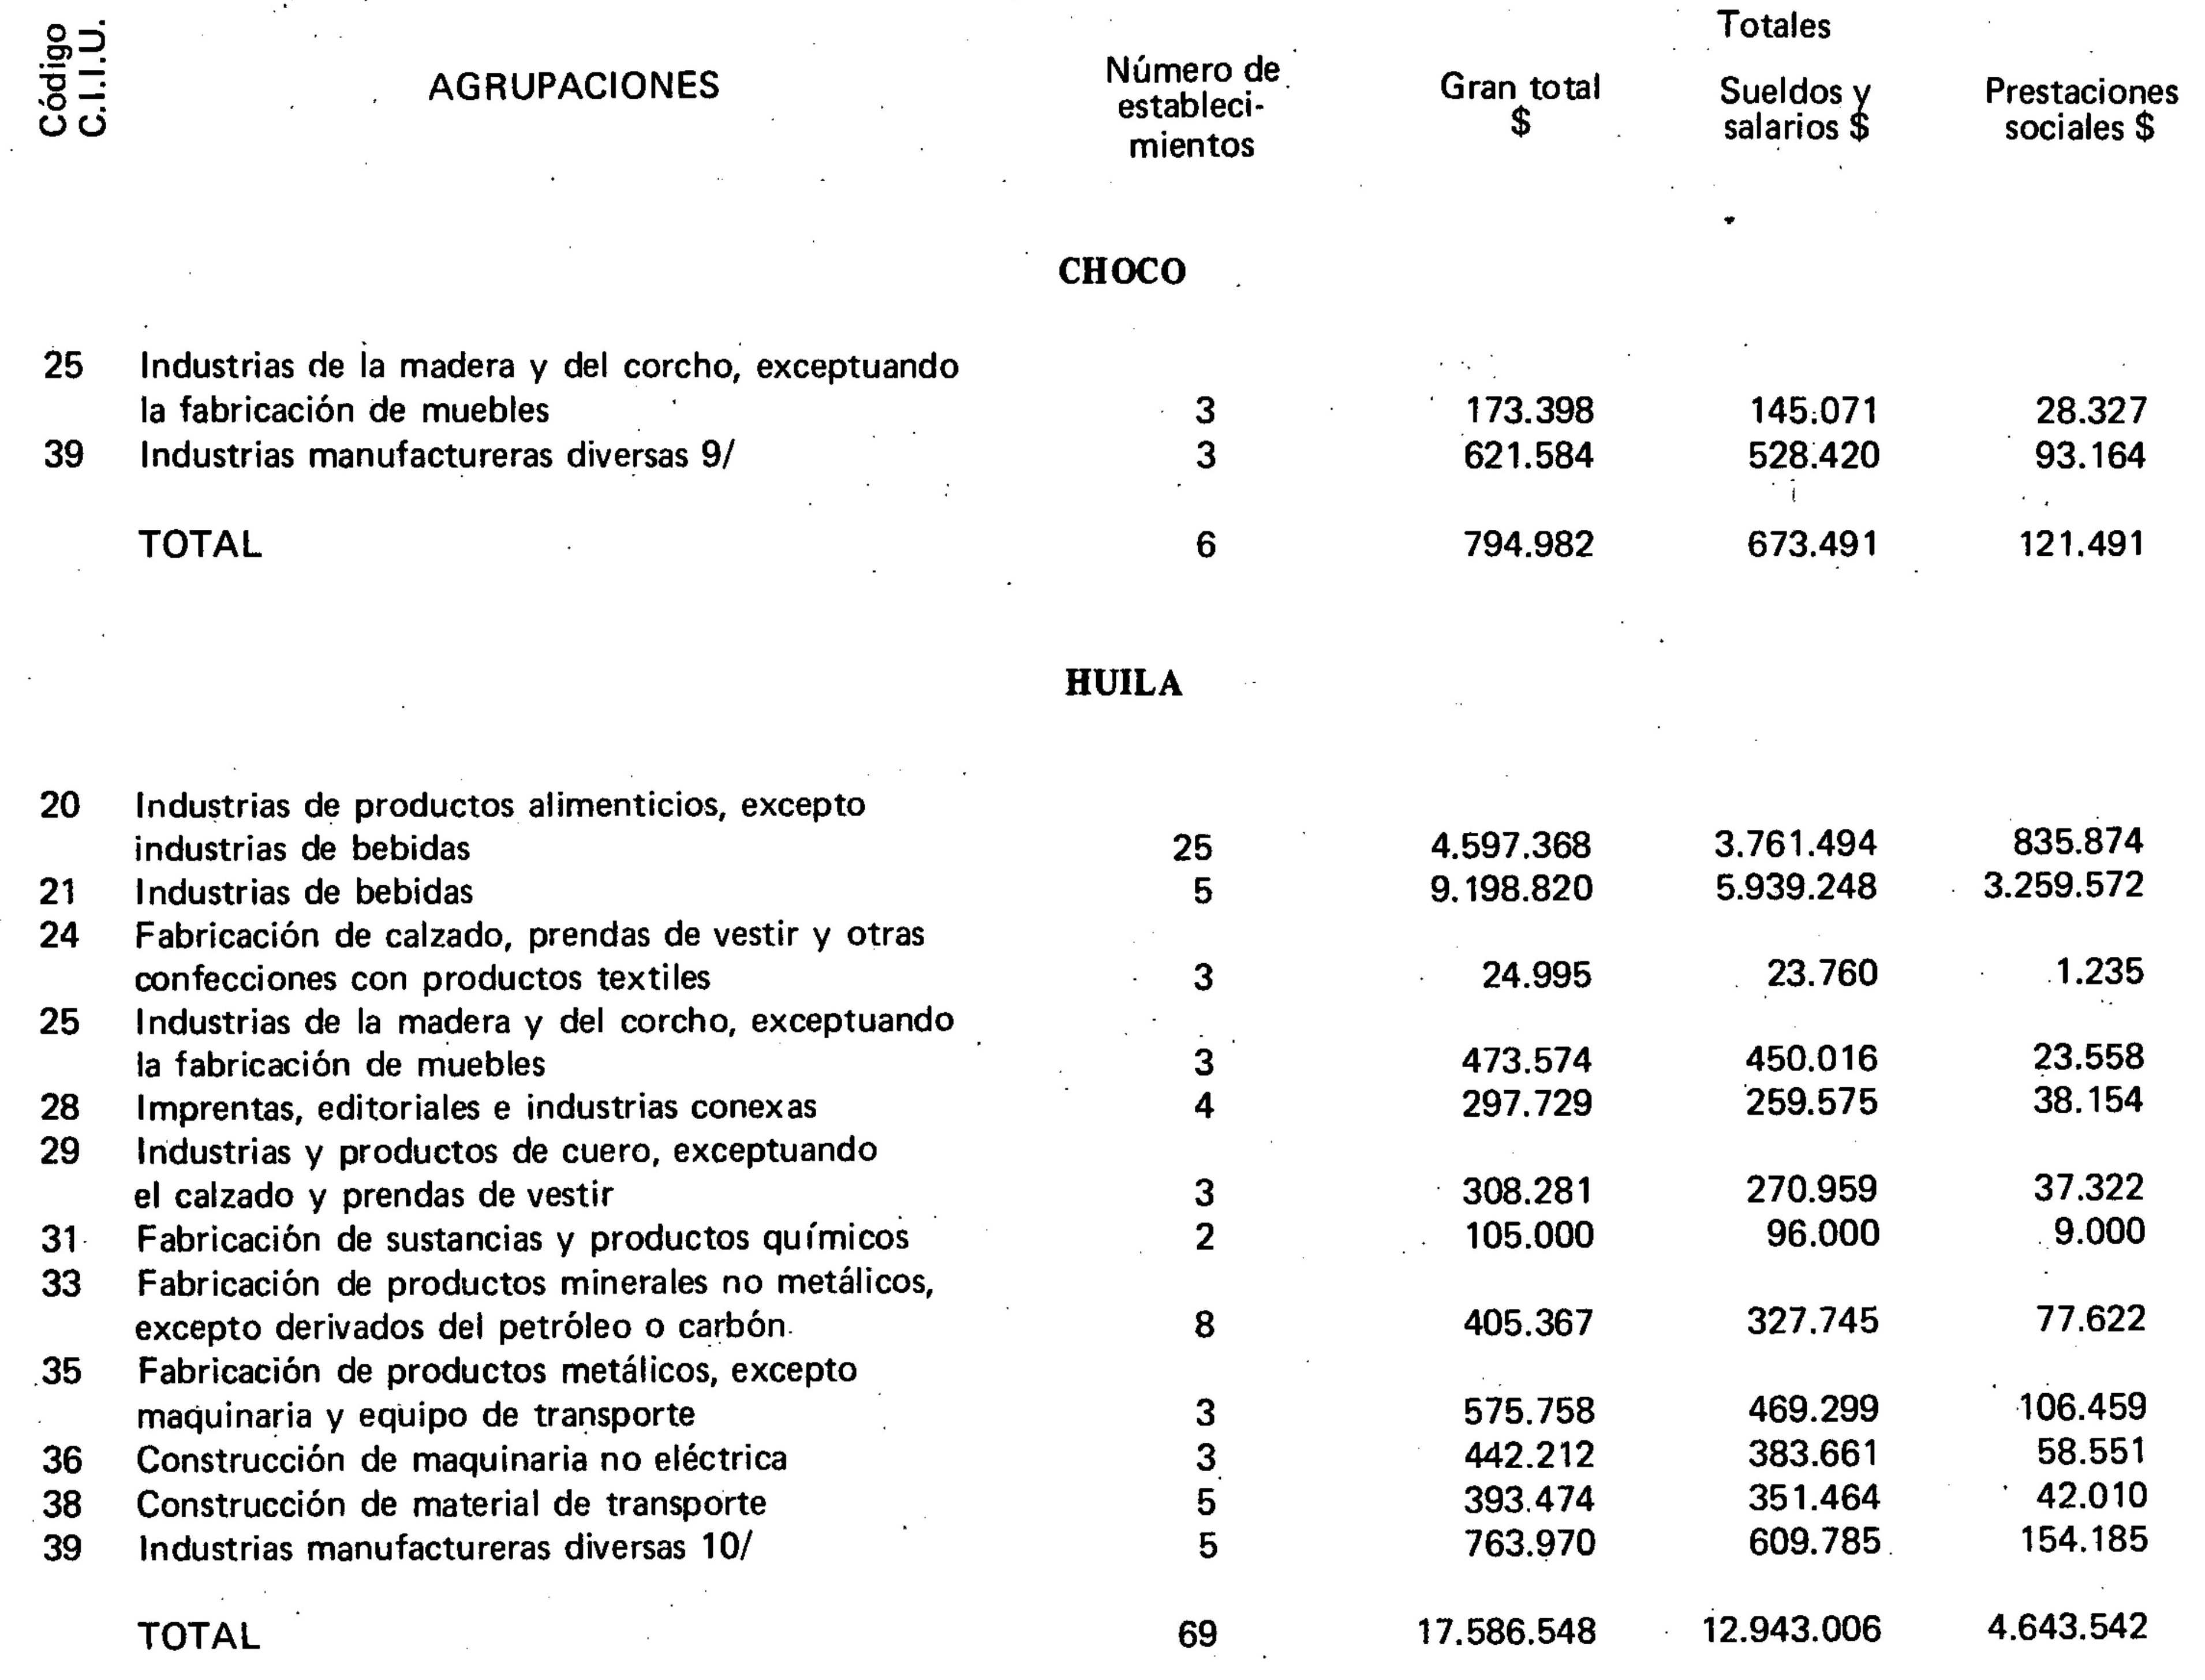 Código
C.I.I.U.
AGRUPACIONES
Número de
estableci-
mientos
Totales
Gran total
$
Sueldos y
salarios $
Prestaciones
sociales $
CHOCO
25 Industrias de la madera y del corcho, exceptuando
la fabricación de muebles 3 173.398 145.071 28.327
39 Industrias manufactureras diversas 9/ 3 621.584 528.420 93.164
TOTAL 6 794.982 673.491 121.491
HUILA
20 Industrias de productos alimenticios, excepto
industrias de bebidas 25 4.597.368 3.761.494 835.874
21 Industrias de bebidas 5 9.198.820 5.939.248 3.259.572
24 Fabricación de calzado, prendas de vestir y otras
confecciones con productos textiles 3 24.995 23.760 1.235
25 Industrias de la madera y del corcho, exceptuando
la fabricación de muebles 3 473.574 450.016 23.558
28 Imprentas, editoriales e industrias conexas 4 297.729 259.575 38.154
29 Industrias y productos de cuero, exceptuando
el calzado y prendas de vestir 3 308.281 270.959 37.322
31 Fabricación de sustancias y productos químicos 2 105.000 96.000 9.000
33 Fabricación de productos minerales no metálicos,
excepto derivados del petróleo o carbón 8 405.367 327.745 77.622
35 Fabricación de productos metálicos, excepto
maquinaria y equipo de transporte 3 575.758 469.299 106.459
36 Construcción de maquinaria no eléctrica 3 442.212 383.661 58.551
38 Construcción de material de transporte 5 393.474 351.464 42.010
39 Industrias manufactureras diversas 10/ 5 763.970 609.785 154.185
TOTAL 69 17.586.548 12.943.006 4.643.542